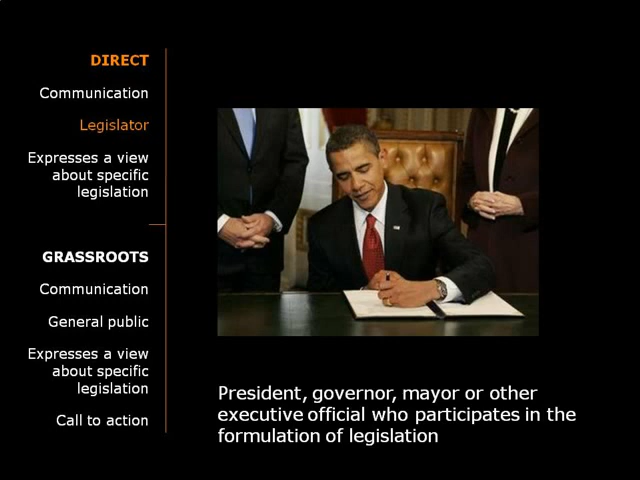 DIRECT
Communication
Legislator
Expresses a view
about specific
legislation
GRASSROOTS
Communication
General public
Expresses a view
about specific
legislation
Call to action
President, governor, mayor or other
executive official who participates in the
formulation of legislation